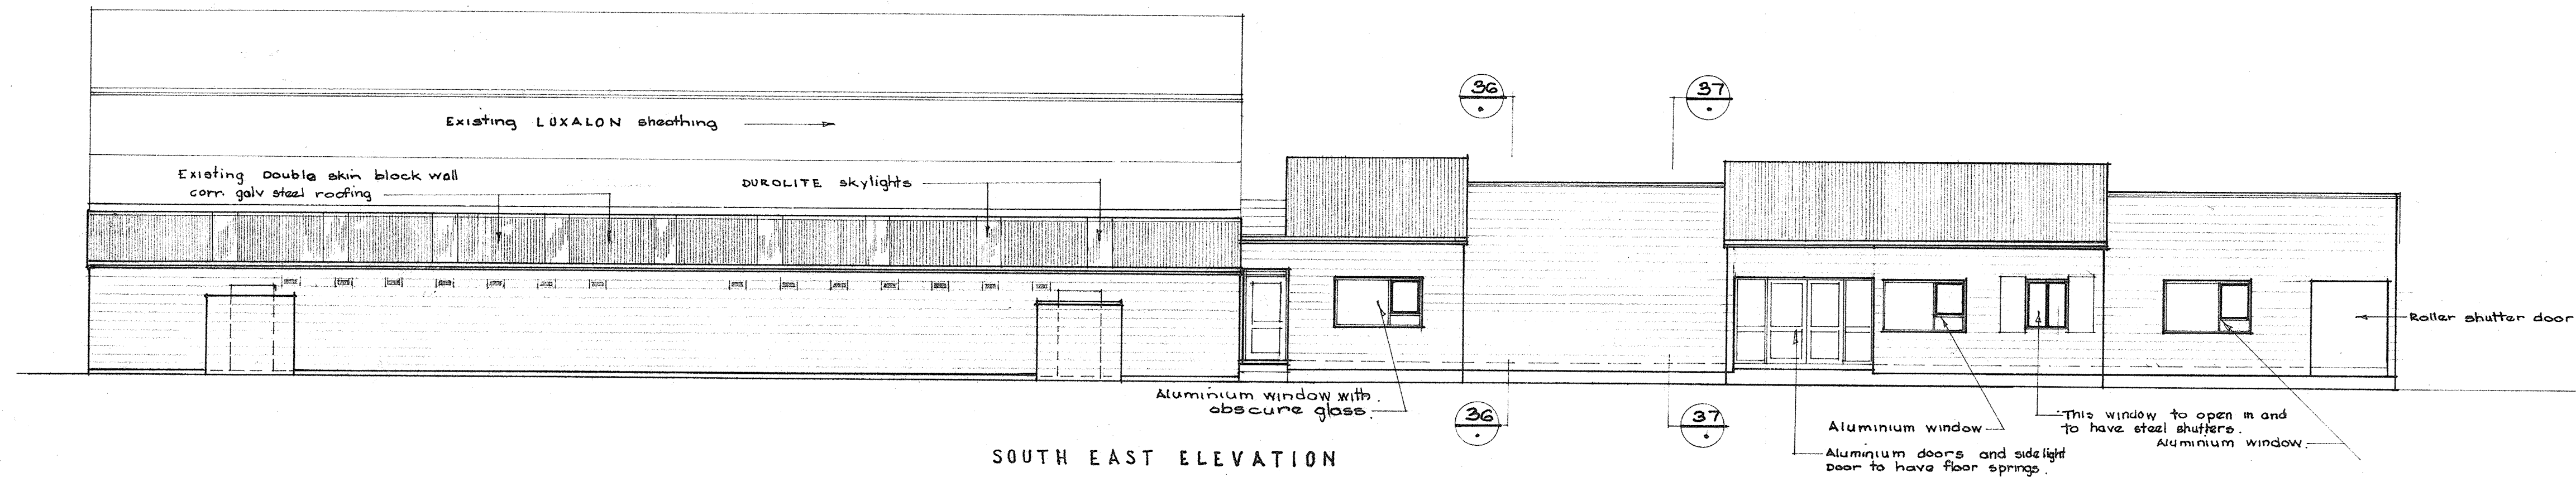 36
37
Existing LUXALON sheathing
Existing Double skin block wall
corr. galv steel roofing
DUROLITE skylights
Roller shutter door
Aluminium window with.
obscure glass.
36
37
Aluminium window
This window to open in and
to have steel shutters.
Aluminium window.
Aluminium doors and sidelight
Door to have floor springs.
SOUTH EAST ELEVATION